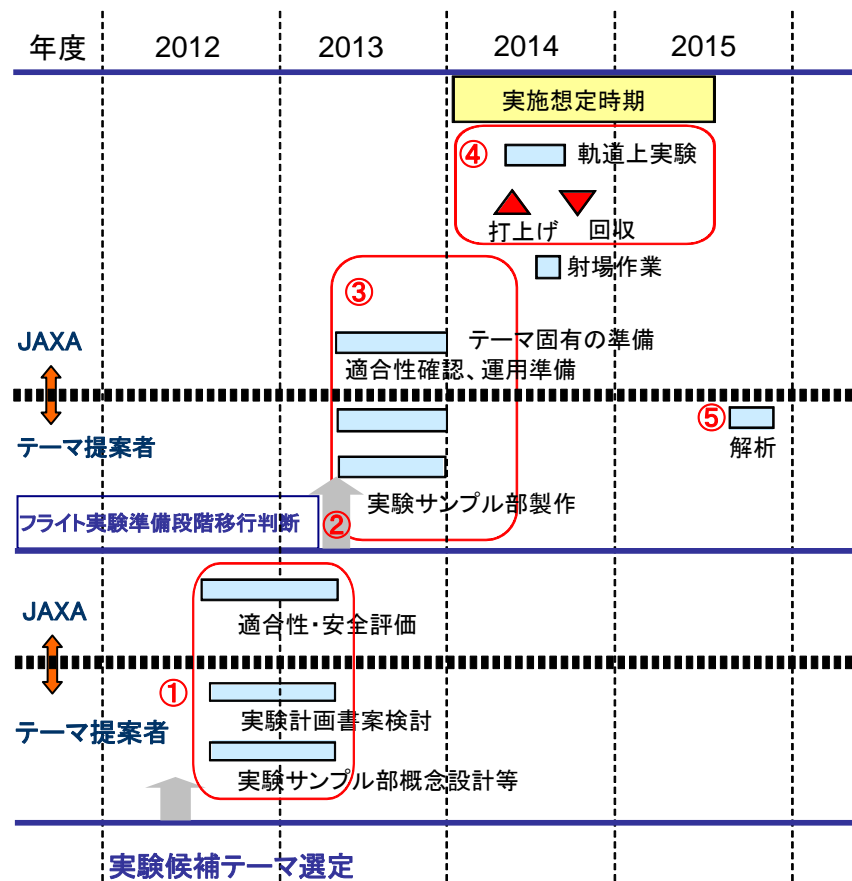 年度 2012 2013 2014 2015
実施想定時期
④ 軌道上実験
打上げ 回収
射場作業
③
テーマ固有の準備
JAXA
適合性確認、運用準備
テーマ提案者
⑤
解析
実験サンプル部製作
フライト実験準備段階移行判断 ②
JAXA
適合性・安全評価
①
実験計画書案検討
テーマ提案者
実験サンプル部概念設計等
実験候補テーマ選定